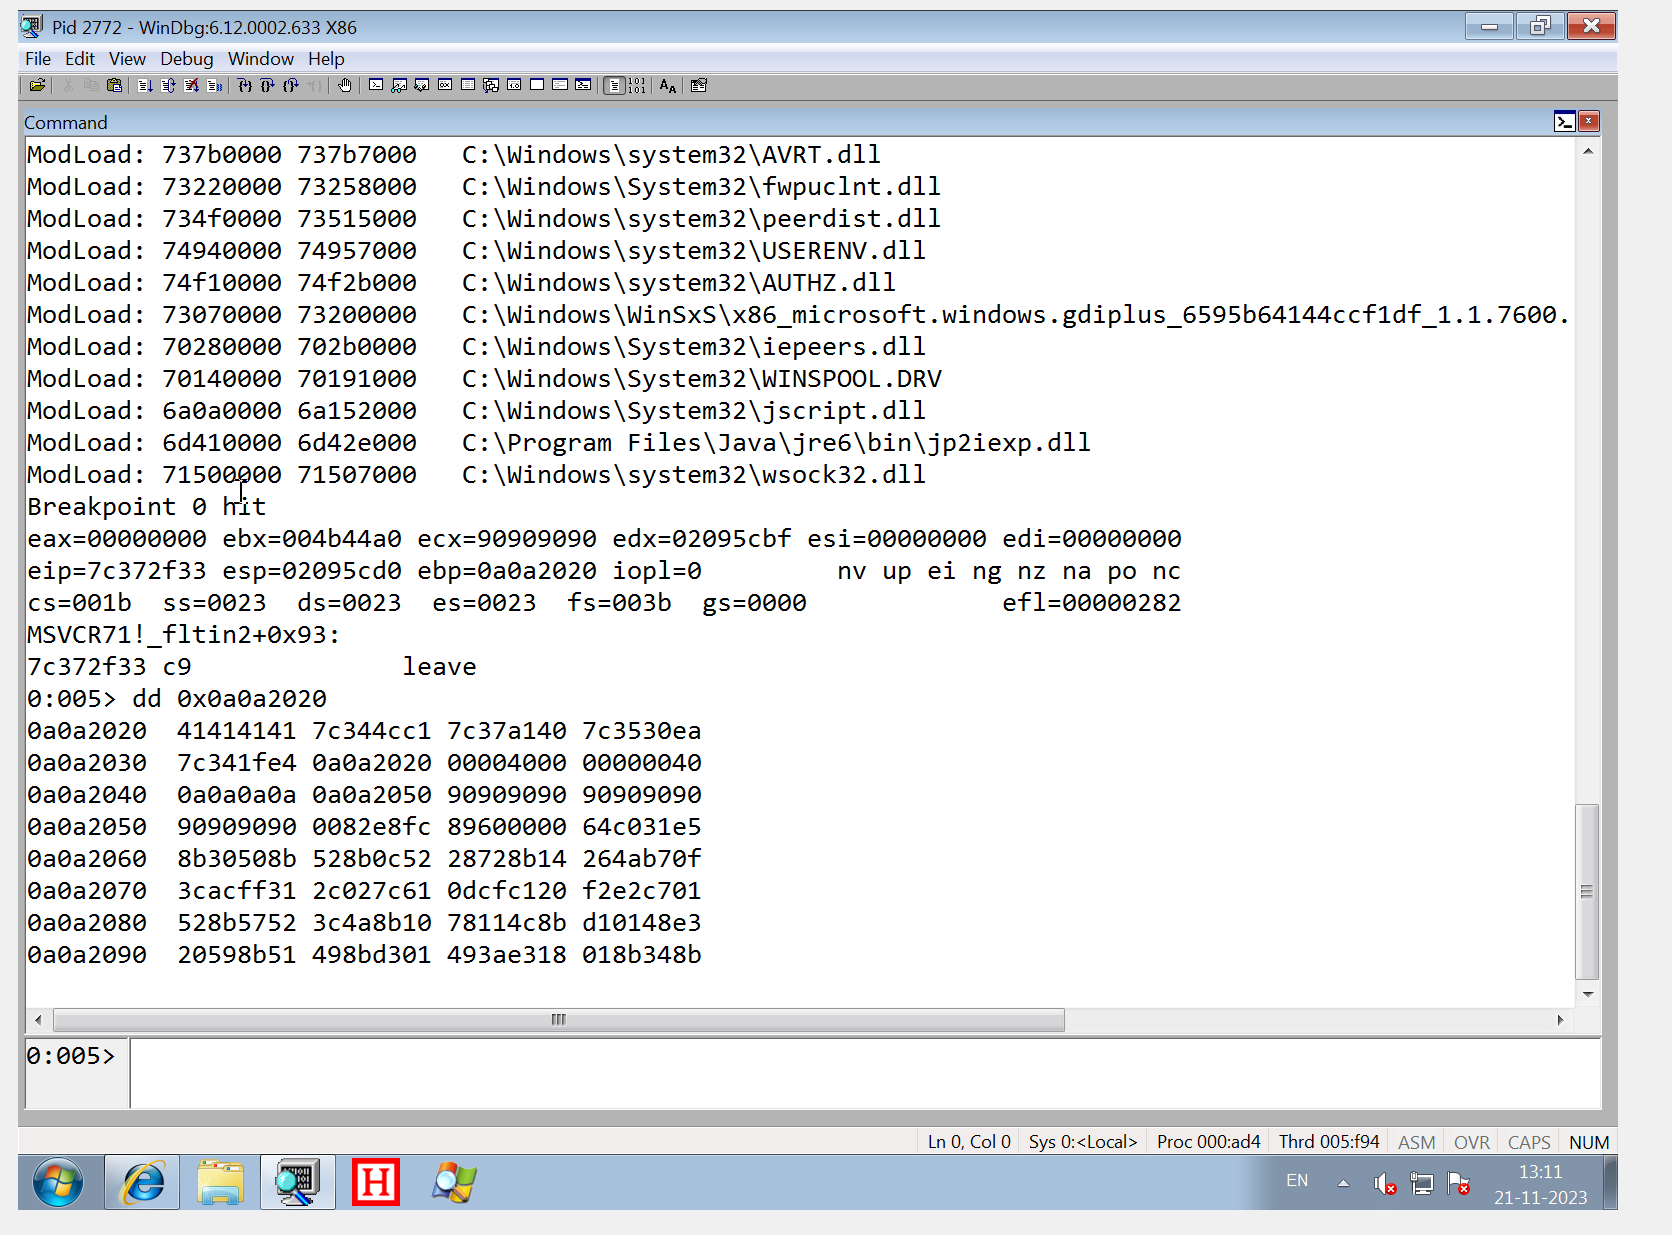 Pid 2772 - WinDbg:6.12.0002.633 X86
File Edit View Debug Window Help
Command
ModLoad: 737b0000 737b7000   C:\Windows\system32\AVRT.dll
ModLoad: 73220000 73258000   C:\Windows\System32\fwpuclnt.dll
ModLoad: 734f0000 73515000   C:\Windows\system32\peerdist.dll
ModLoad: 74940000 74957000   C:\Windows\system32\USERENV.dll
ModLoad: 74f10000 74f2b000   C:\Windows\system32\AUTHZ.dll
ModLoad: 73070000 73200000   C:\Windows\WinSxS\x86_microsoft.windows.gdiplus_6595b64144ccf1df_1.1.7600.
ModLoad: 70280000 702b0000   C:\Windows\System32\iepeers.dll
ModLoad: 70140000 70191000   C:\Windows\System32\WINSPOOL.DRV
ModLoad: 6a0a0000 6a152000   C:\Windows\System32\jscript.dll
ModLoad: 6d410000 6d42e000   C:\Program Files\Java\jre6\bin\jp2iexp.dll
ModLoad: 71500000 71507000   C:\Windows\system32\wsock32.dll
Breakpoint 0 hit
eax=00000000 ebx=004b44a0 ecx=90909090 edx=02095cbf esi=00000000 edi=00000000
eip=7c372f33 esp=02095cd0 ebp=0a0a2020 iopl=0         nv up ei ng nz na po nc
cs=001b  ss=0023  ds=0023  es=0023  fs=003b  gs=0000             efl=00000282
MSVCR71!_fltin2+0x93:
7c372f33 c9              leave
0:005> dd 0x0a0a2020
0a0a2020  41414141 7c344cc1 7c37a140 7c3530ea
0a0a2030  7c341fe4 0a0a2020 00004000 00000040
0a0a2040  0a0a0a0a 0a0a2050 90909090 90909090
0a0a2050  90909090 0082e8fc 89600000 64c031e5
0a0a2060  8b30508b 528b0c52 28728b14 264ab70f
0a0a2070  3cacff31 2c027c61 0dcfc120 f2e2c701
0a0a2080  528b5752 3c4a8b10 78114c8b d10148e3
0a0a2090  20598b51 498bd301 493ae318 018b348b
0:005>
Ln 0, Col 0 Sys 0:<Local> Proc 000:ad4 Thrd 005:f94 ASM OVR CAPS NUM
H
EN
13:11
21-11-2023